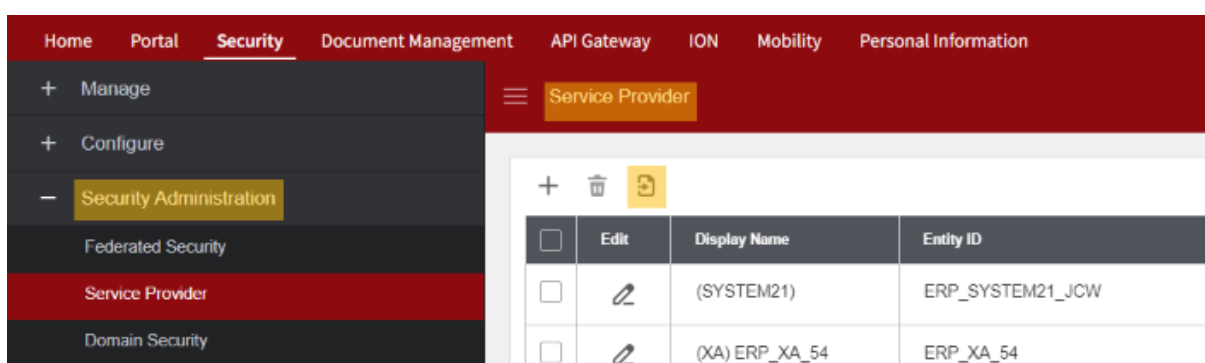 Home Portal Security Document Management API Gateway ION Mobility Personal Information
+ Manage
Service Provider
+ Configure
− Security Administration
Federated Security
Service Provider
Domain Security
Edit Display Name Entity ID
(SYSTEM21) ERP_SYSTEM21_JCW
(XA) ERP_XA_54 ERP_XA_54